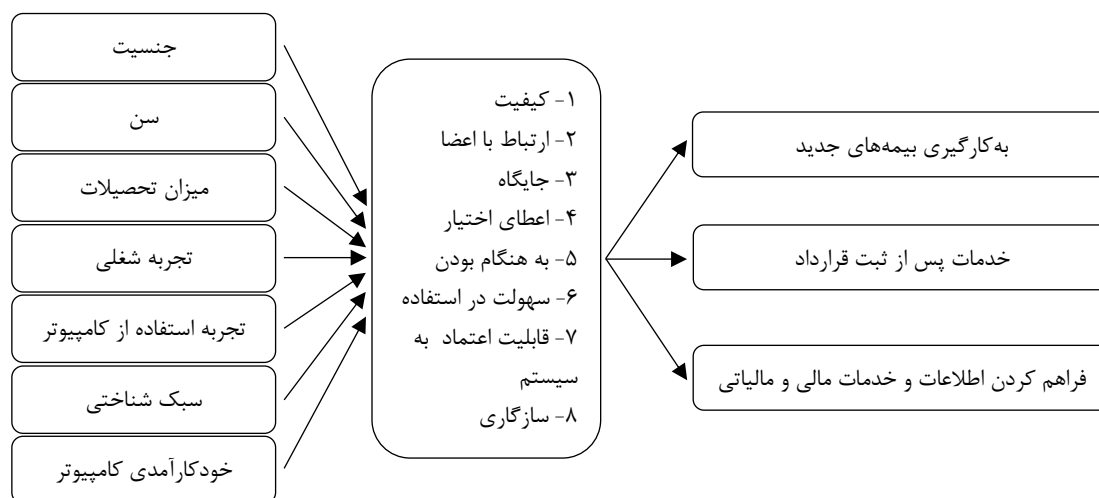 جنسیت
سن
میزان تحصیلات
تجربه شغلی
تجربه استفاده از کامپیوتر
سبک شناختی
خودکارآمدی کامپیوتر
۱- کیفیت
۲- ارتباط با اعضا
۳- جایگاه
۴- اعطای اختیار
۵- به هنگام بودن
۶- سهولت در استفاده
۷- قابلیت اعتماد به
سیستم
۸- سازگاری
به‌کارگیری بیمه‌های جدید
خدمات پس از ثبت قرارداد
فراهم کردن اطلاعات و خدمات مالی و مالیاتی